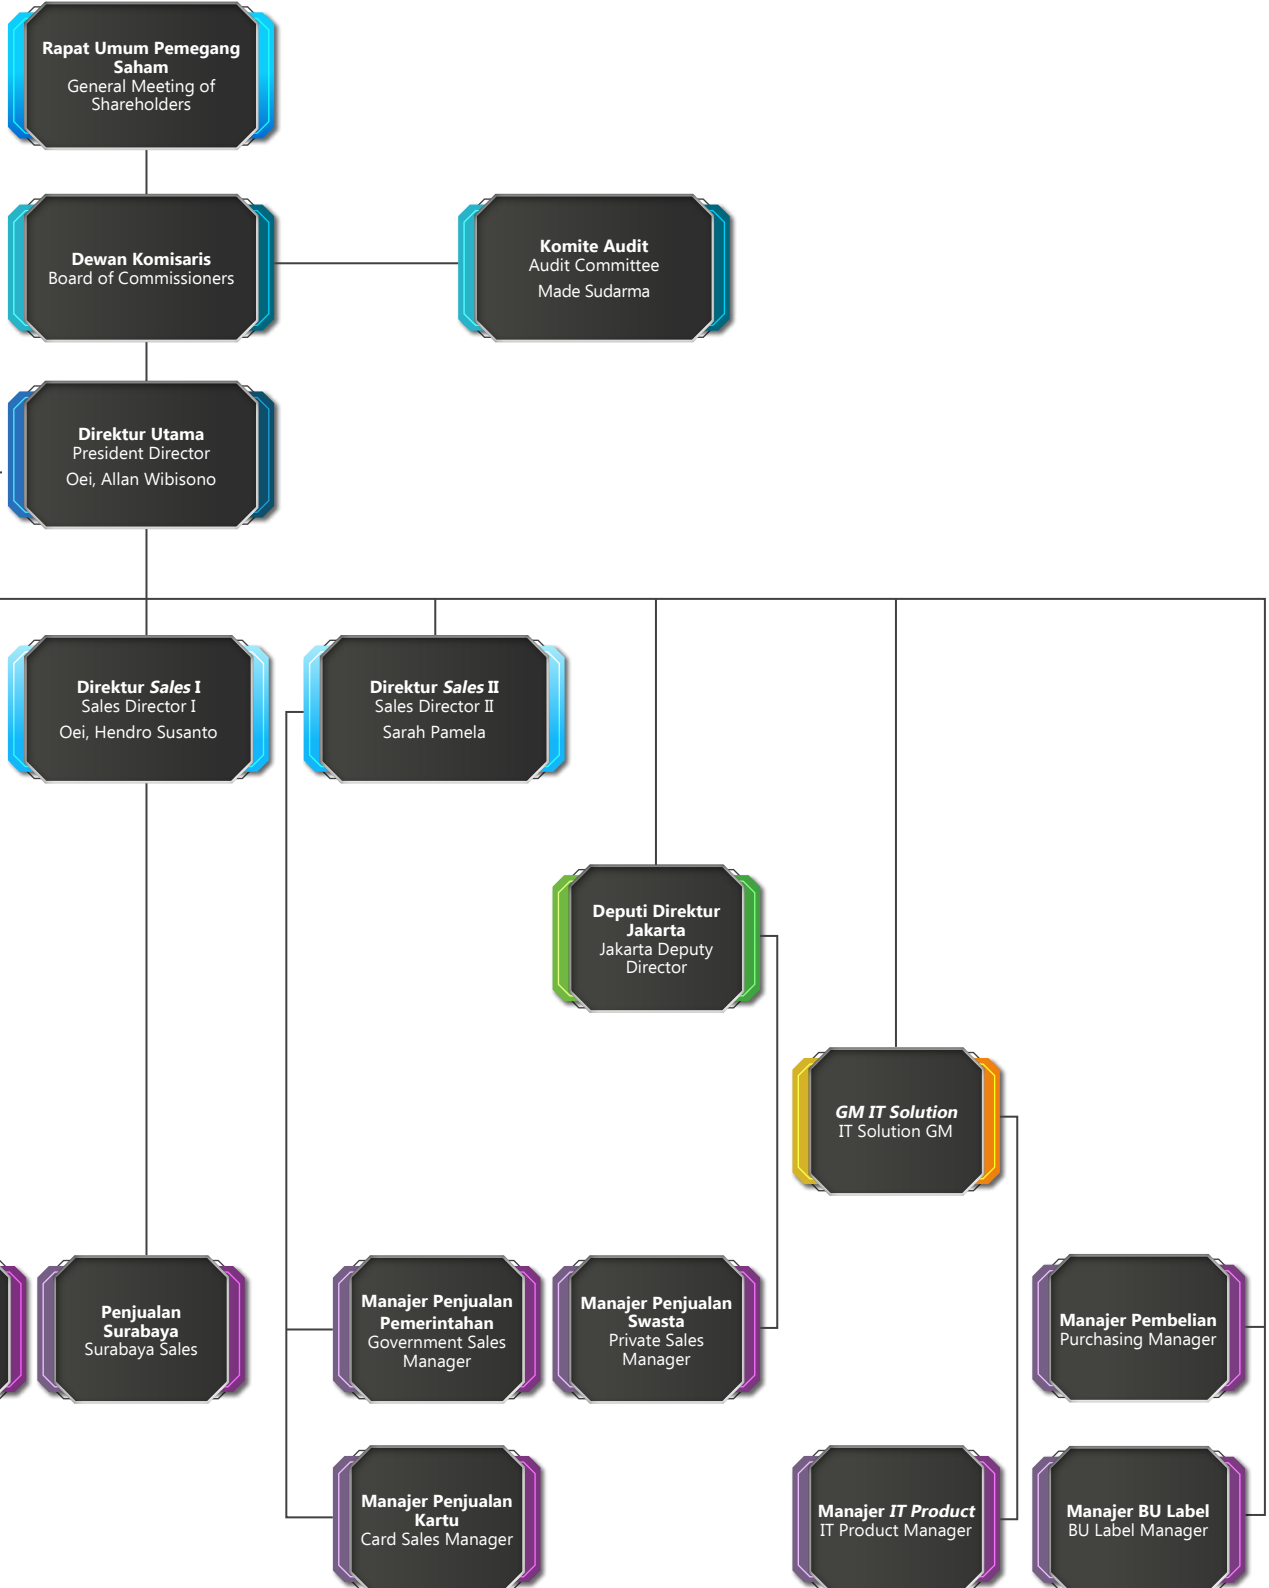 Rapat Umum Pemegang
Saham
General Meeting of
Shareholders
Dewan Komisaris
Board of Commissioners
Komite Audit
Audit Committee
Made Sudarma
Direktur Utama
President Director
Oei, Allan Wibisono
Direktur Sales I
Sales Director I
Oei, Hendro Susanto
Direktur Sales II
Sales Director II
Sarah Pamela
Deputi Direktur
Jakarta
Jakarta Deputy
Director
GM IT Solution
IT Solution GM
Penjualan
Surabaya
Surabaya Sales
Manajer Penjualan
Pemerintahan
Government Sales
Manager
Manajer Penjualan
Swasta
Private Sales
Manager
Manajer Pembelian
Purchasing Manager
Manajer Penjualan
Kartu
Card Sales Manager
Manajer IT Product
IT Product Manager
Manajer BU Label
BU Label Manager